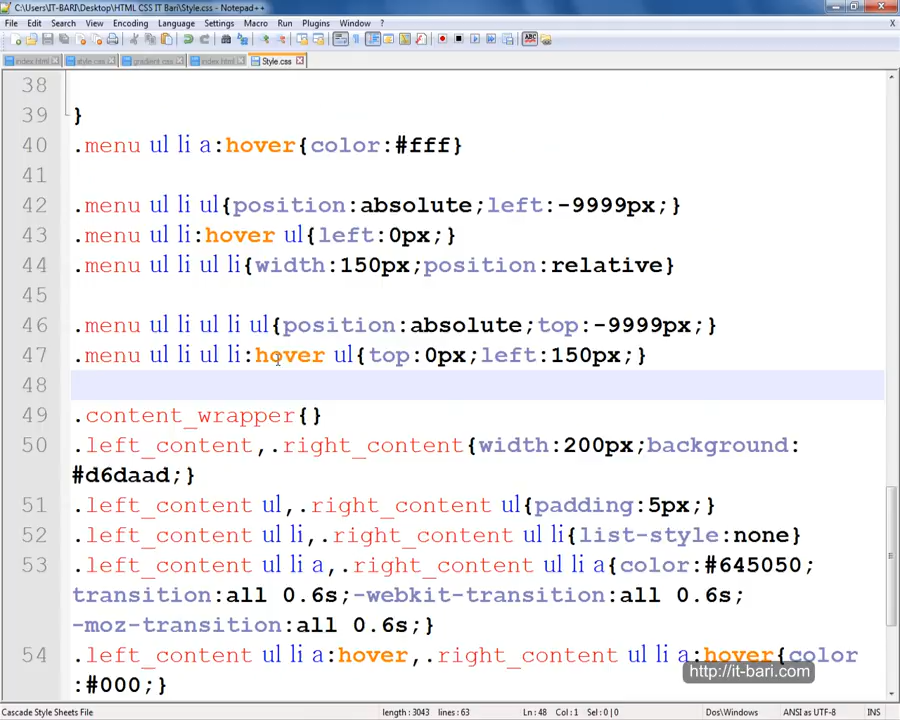 C:\Users\IT-BARI\Desktop\HTML CSS IT Bari\Style.css - Notepad++
File Edit Search View Encoding Language Settings Macro Run Plugins Window ? X
index.html style.css gradient.css index.html Style.css
38
39 }
40 .menu ul li a:hover{color:#fff}
41
42 .menu ul li ul{position:absolute;left:-9999px;}
43 .menu ul li:hover ul{left:0px;}
44 .menu ul li ul li{width:150px;position:relative}
45
46 .menu ul li ul li ul{position:absolute;top:-9999px;}
47 .menu ul li ul li:hover ul{top:0px;left:150px;}
48
49 .content_wrapper{}
50 .left_content,.right_content{width:200px;background:
#d6daad;}
51 .left_content ul,.right_content ul{padding:5px;}
52 .left_content ul li,.right_content ul li{list-style:none}
53 .left_content ul li a,.right_content ul li a{color:#645050;
transition:all 0.6s;-webkit-transition:all 0.6s;
-moz-transition:all 0.6s;}
54 .left_content ul li a:hover,.right_content ul li a:hover{color
:#000;}
http://it-bari.com/
Cascade Style Sheets File length : 3043 lines : 63 Ln : 48 Col : 1 Sel : 0 | 0 Dos\Windows ANSI as UTF-8 INS